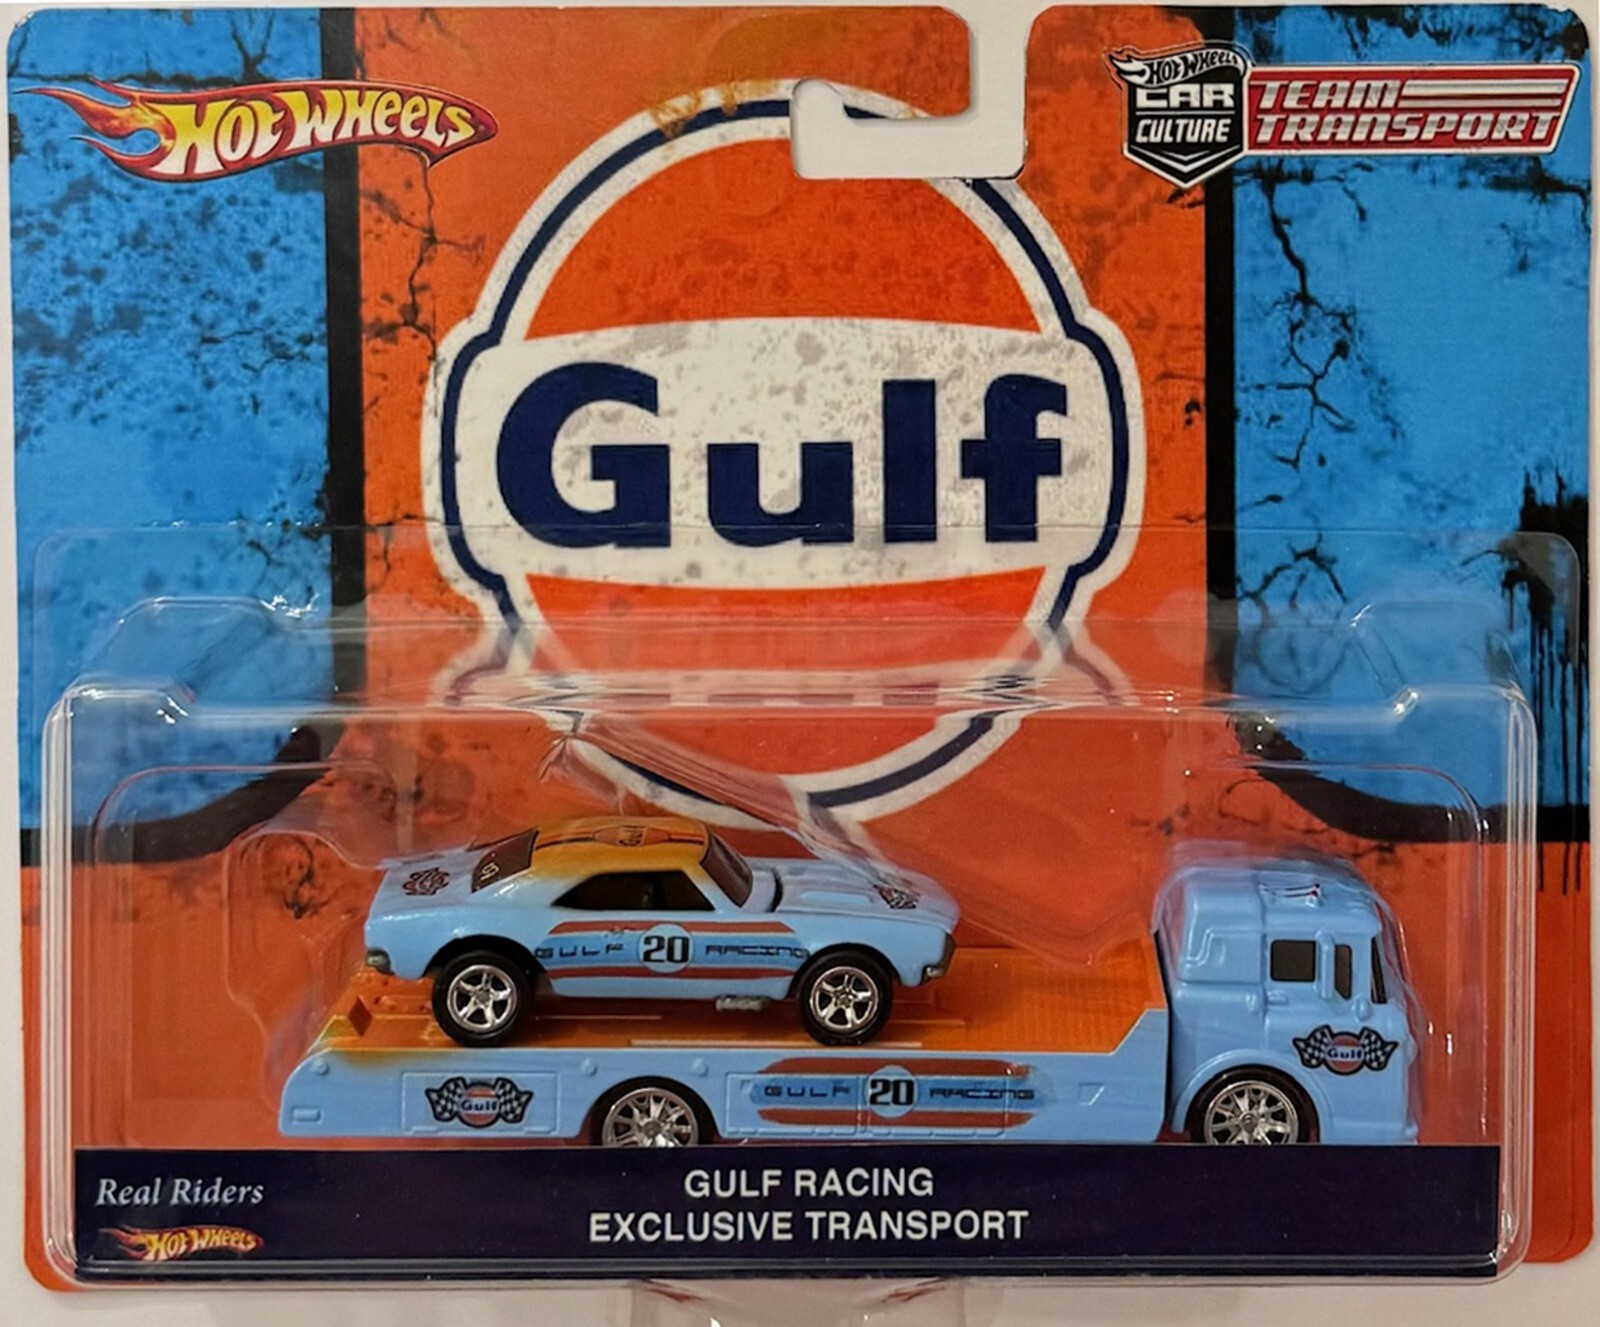 HOT WHEELS
HOT WHEELS
CAR
CULTURE
TEAM
TRANSPORT
Gulf
Gulf
GULF 20 RACING
Gulf
Gulf
GULF 20 RACING
Real Riders
HOT WHEELS
GULF RACING
EXCLUSIVE TRANSPORT